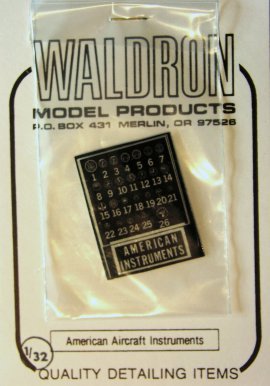 WALDRON
MODEL PRODUCTS
P.O. BOX 431 MERLIN, OR 97526
1 2 3 4 5 6 7
8 9 10 11 12 13 14
15 16 17 18 19 20 21
22 23 24 25 26
AMERICAN
INSTRUMENTS
1/32
American Aircraft Instruments
QUALITY DETAILING ITEMS